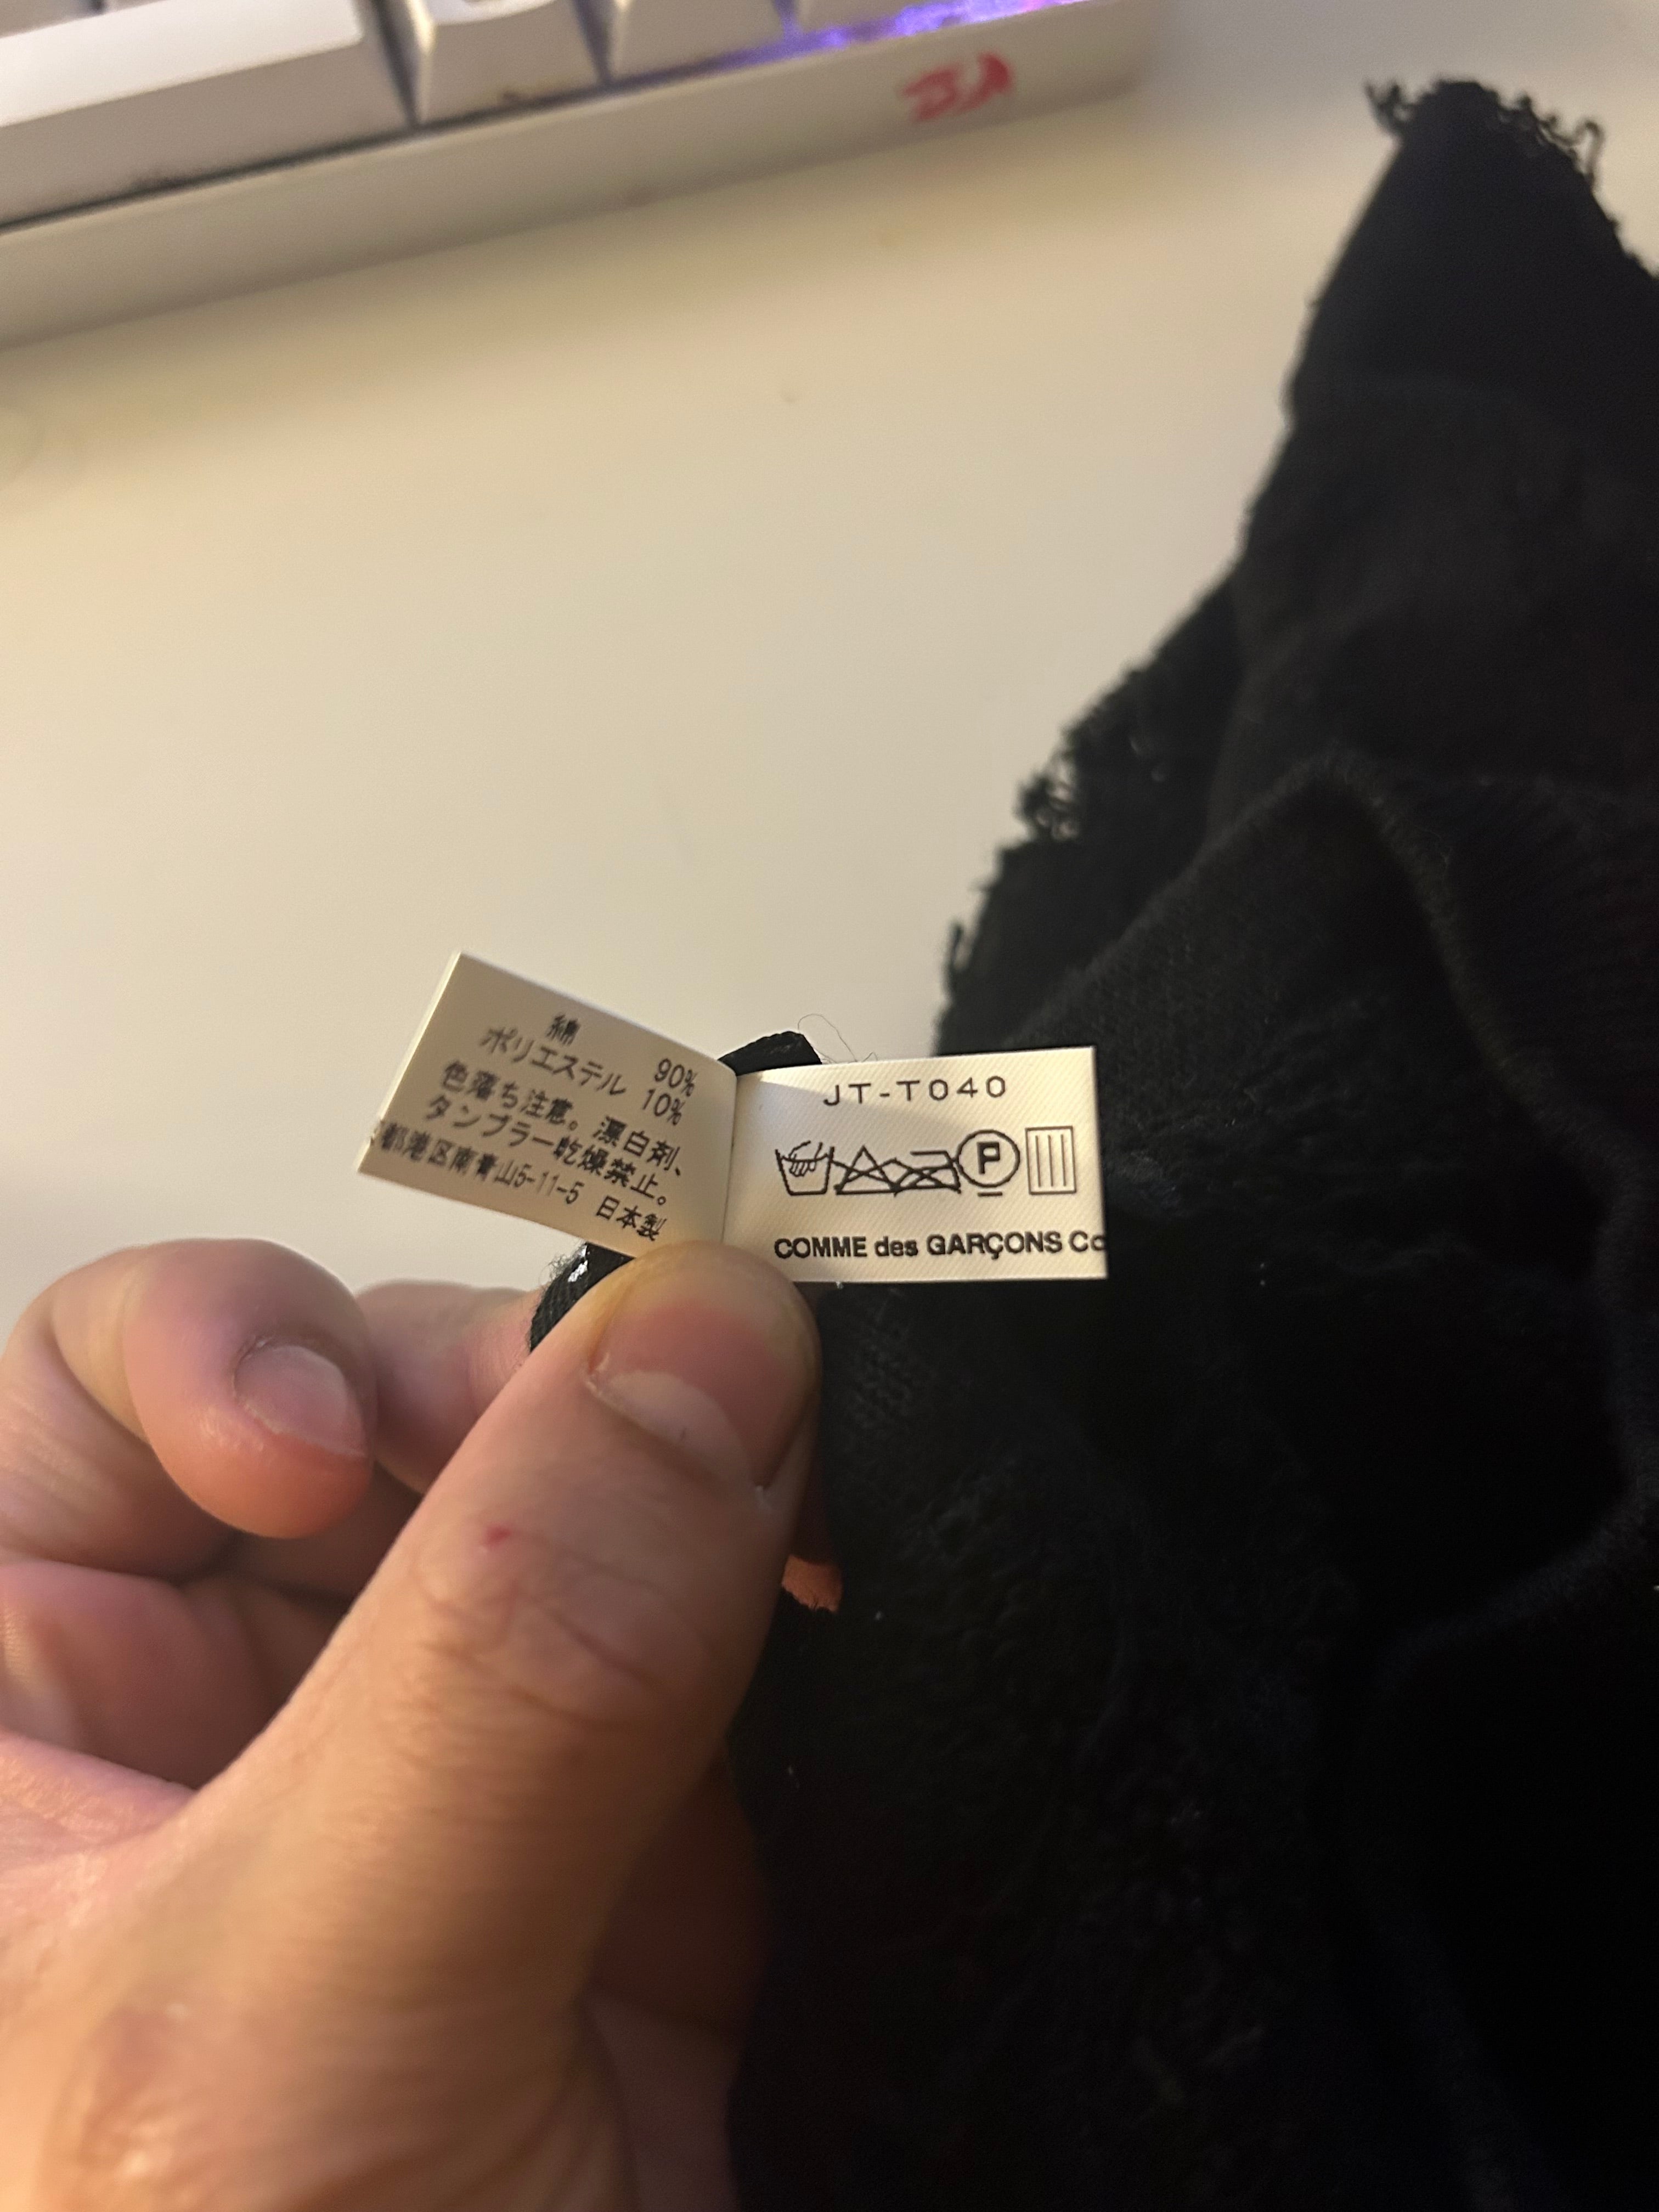 綿 90%
ポリエステル 10%
色落ち注意。漂白剤、
タンブラー乾燥禁止。
都港区南青山5-11-5 日本製
JT-T040
P
COMME des GARÇONS Co